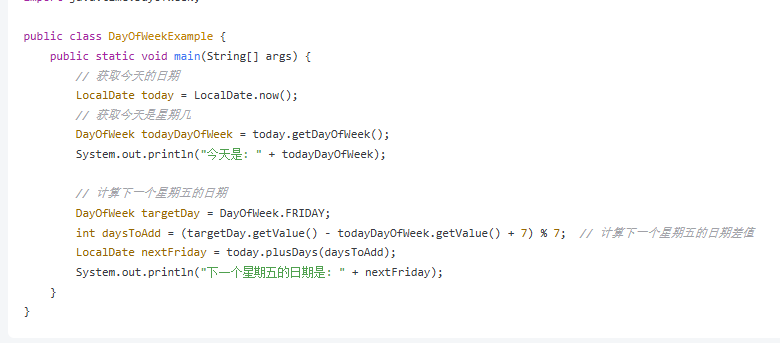 import java.time.DayOfWeek;
public class DayOfWeekExample {
    public static void main(String[] args) {
        // 获取今天的日期
        LocalDate today = LocalDate.now();
        // 获取今天是星期几
        DayOfWeek todayDayOfWeek = today.getDayOfWeek();
        System.out.println("今天是: " + todayDayOfWeek);
        // 计算下一个星期五的日期
        DayOfWeek targetDay = DayOfWeek.FRIDAY;
        int daysToAdd = (targetDay.getValue() - todayDayOfWeek.getValue() + 7) % 7;  // 计算下一个星期五的日期差值
        LocalDate nextFriday = today.plusDays(daysToAdd);
        System.out.println("下一个星期五的日期是: " + nextFriday);
    }
}